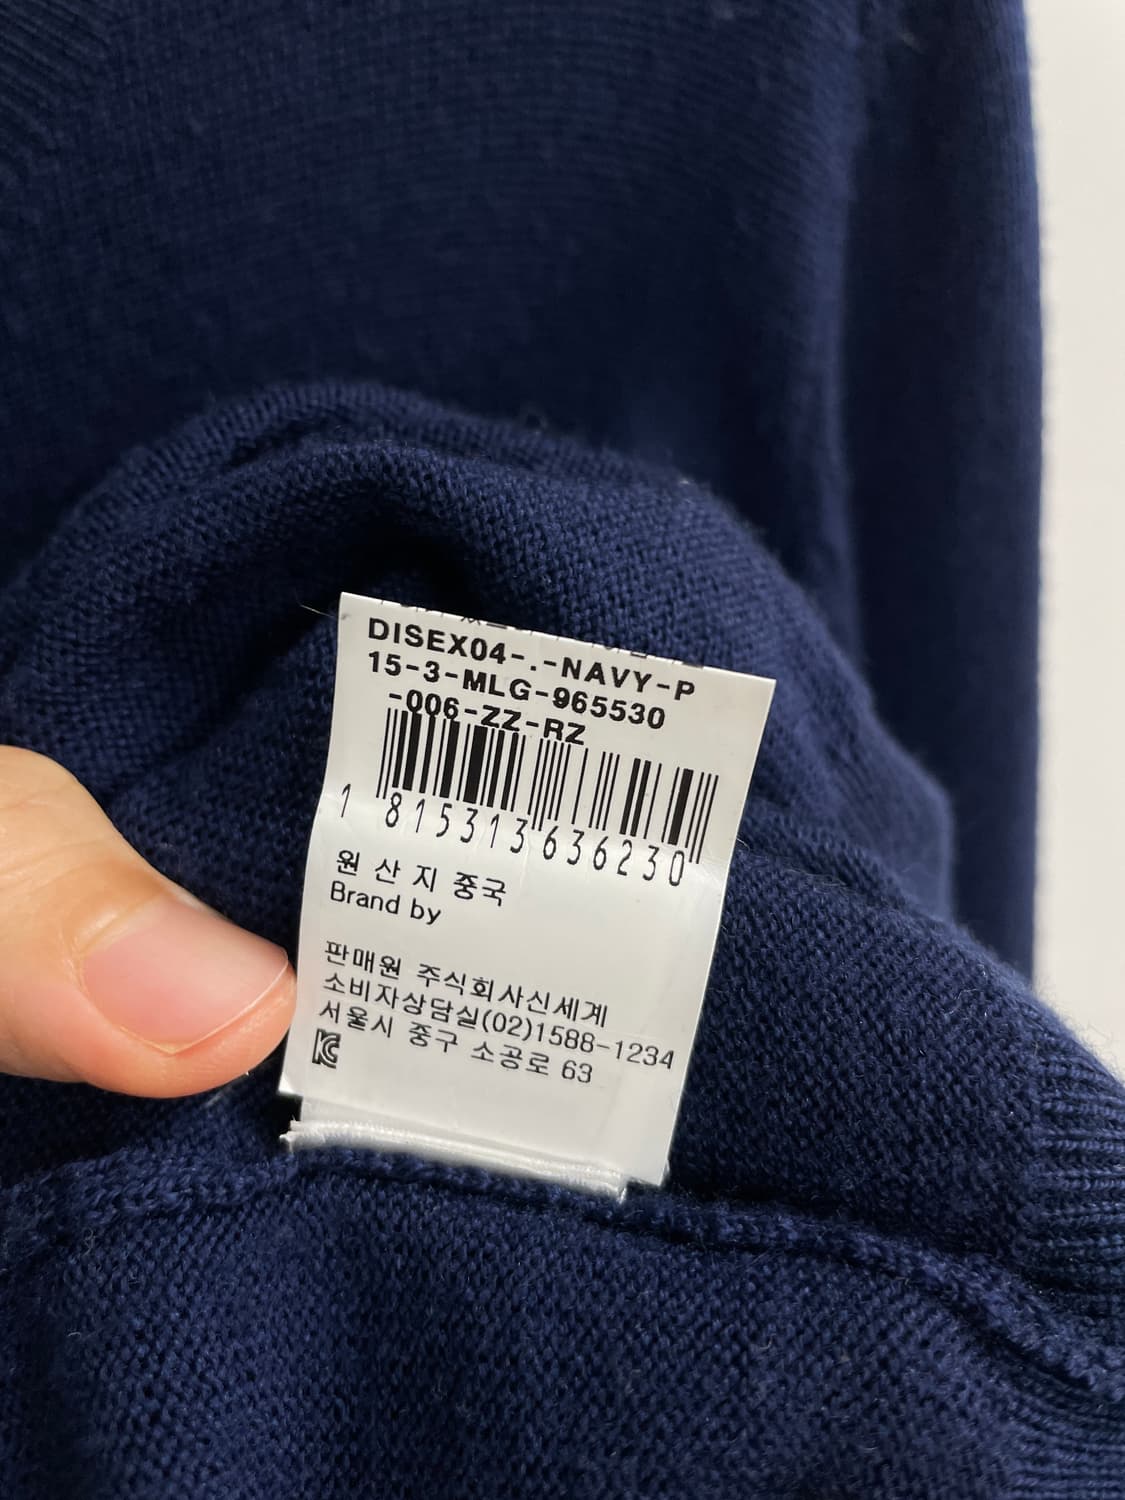 DISEX04-.-NAVY-P
15-3-MLG-965530
-006-ZZ-RZ
1 815313 636230
원 산 지 중국
Brand by
판매원 주식회사신세계
소비자상담실(02)1588-1234
서울시 중구 소공로 63